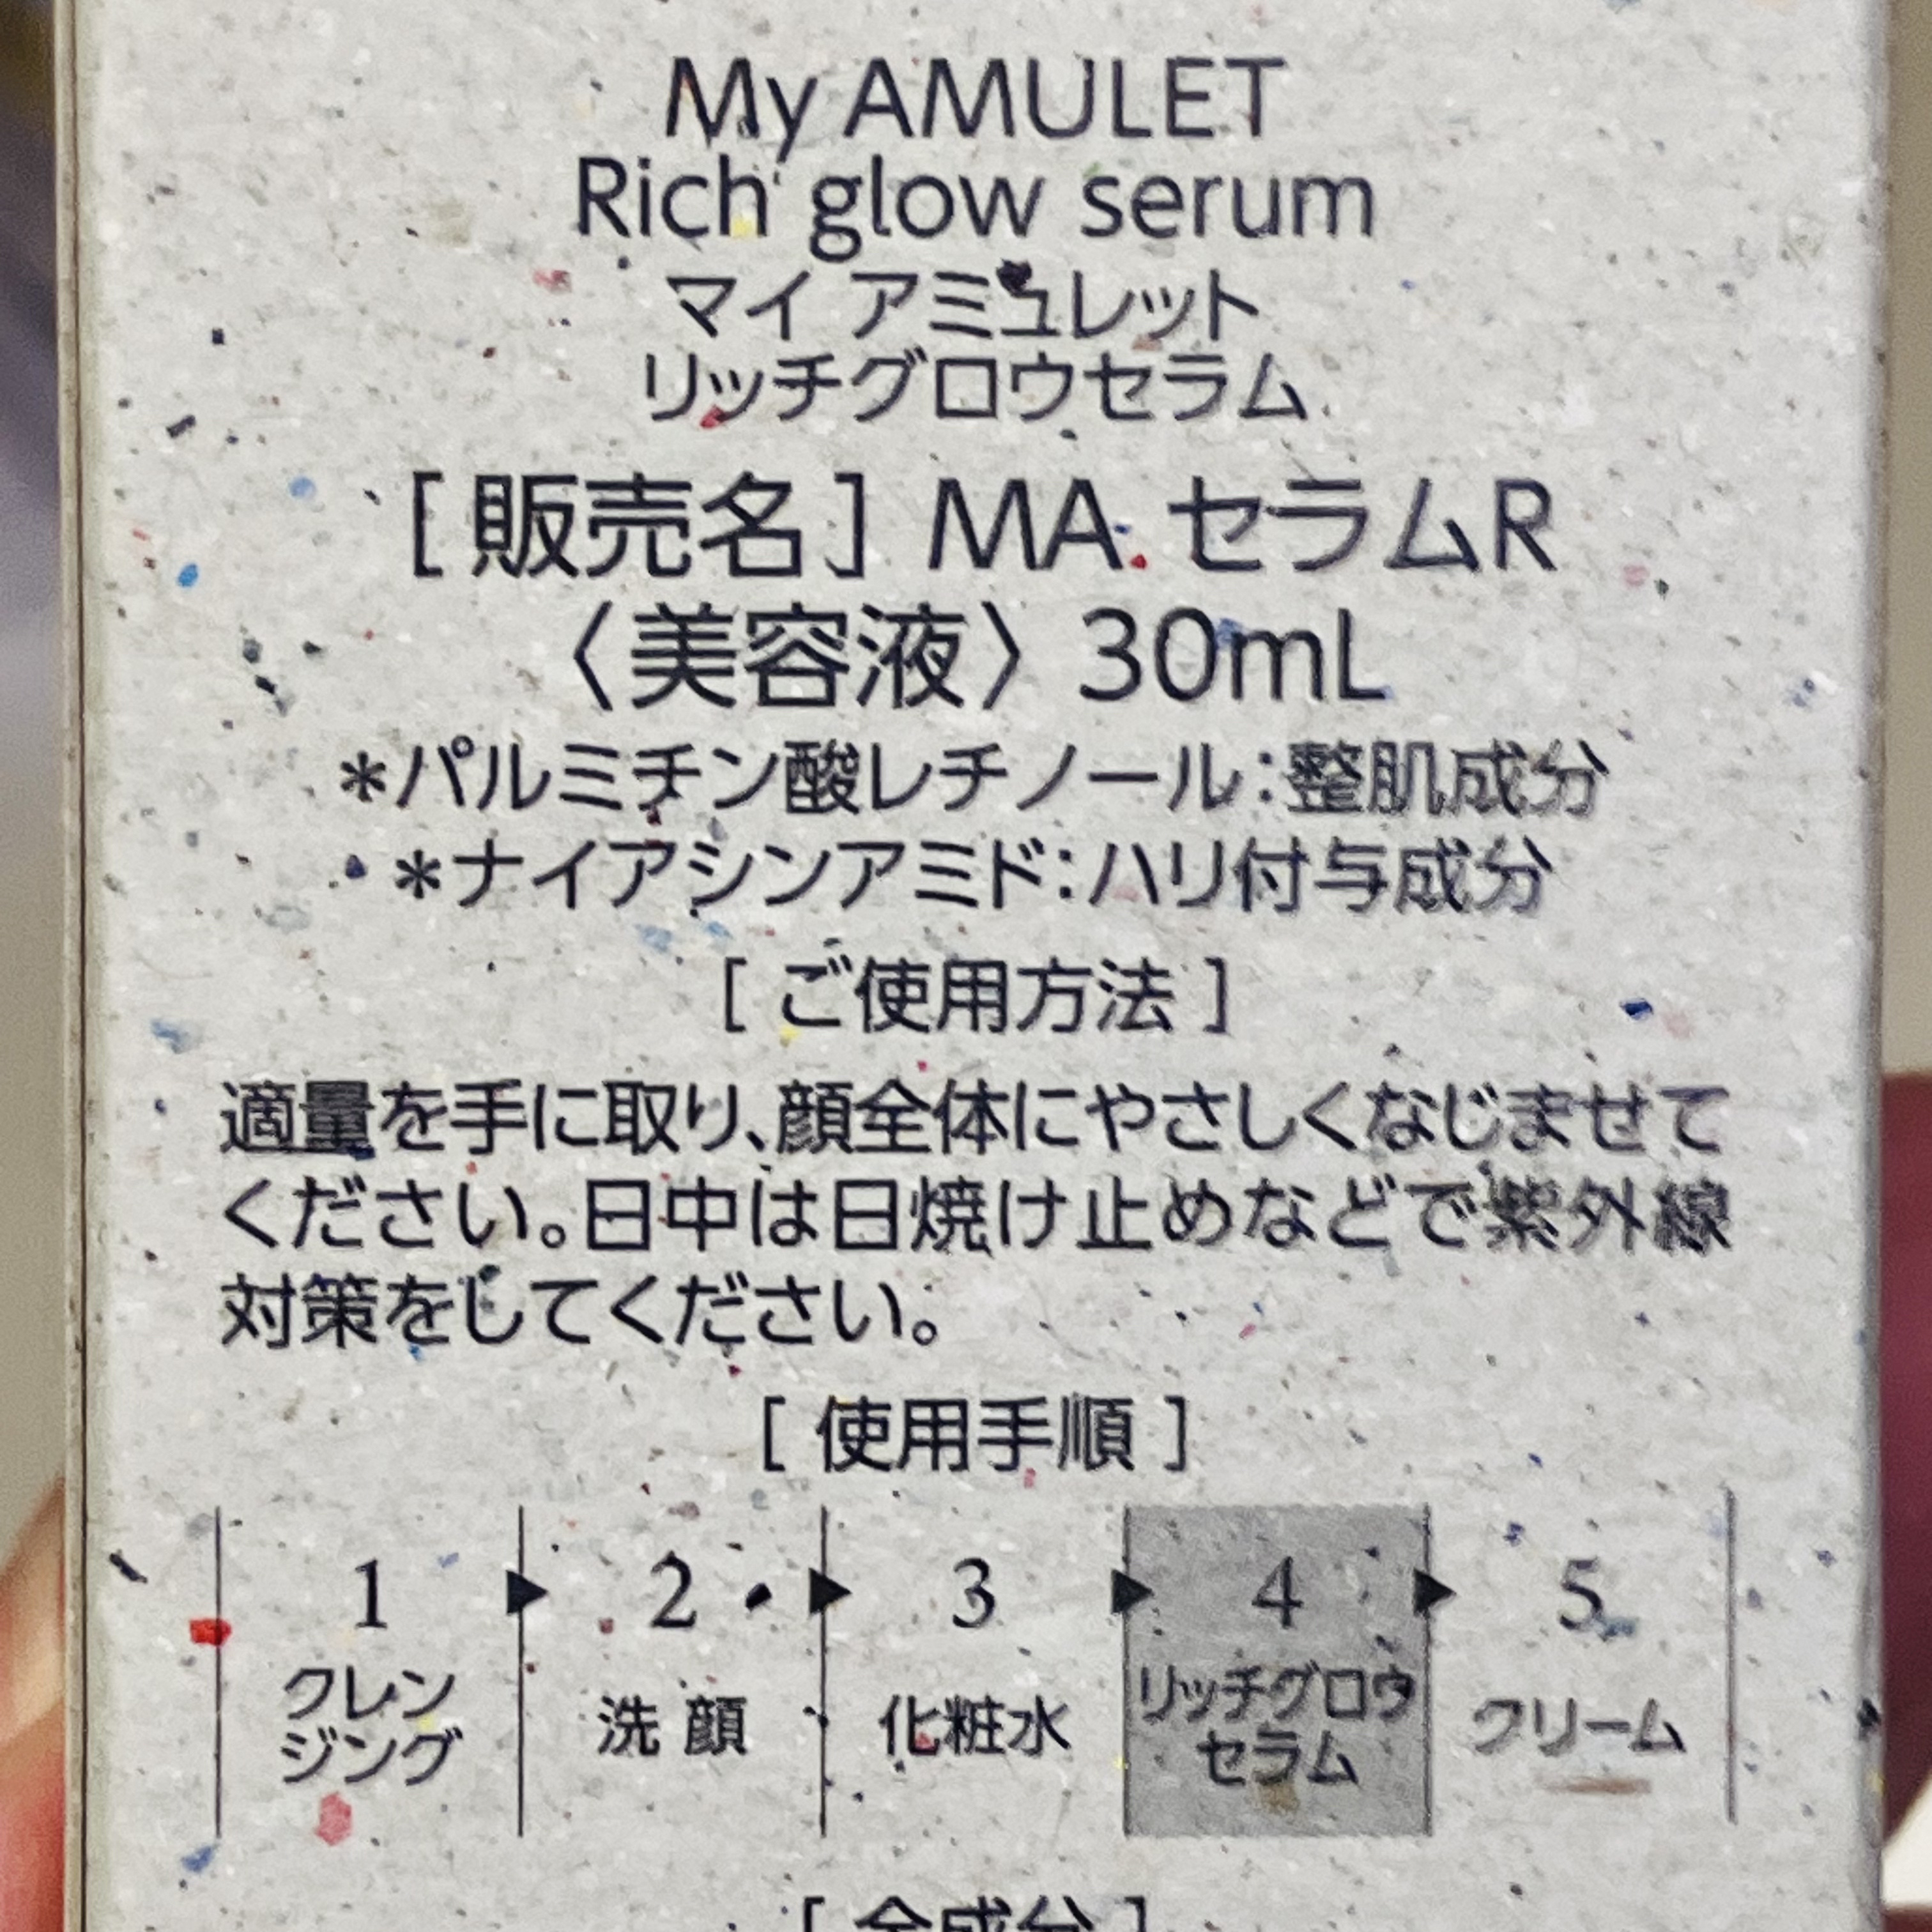 My AMULET
Rich glow serum
マイ アミュレット
リッチグロウセラム
[ 販売名 ] MA セラムR
〈美容液〉30mL
*パルミチン酸レチノール:整肌成分
*ナイアシンアミド:ハリ付与成分
[ ご使用方法 ]
適量を手に取り、顔全体にやさしくなじませて
ください。日中は日焼け止めなどで紫外線
対策をしてください。
[ 使用手順 ]
1
クレン
ジング
2
洗 顔
3
化粧水
4
リッチグロウ
セラム
5
クリーム
[ 全成分 ]